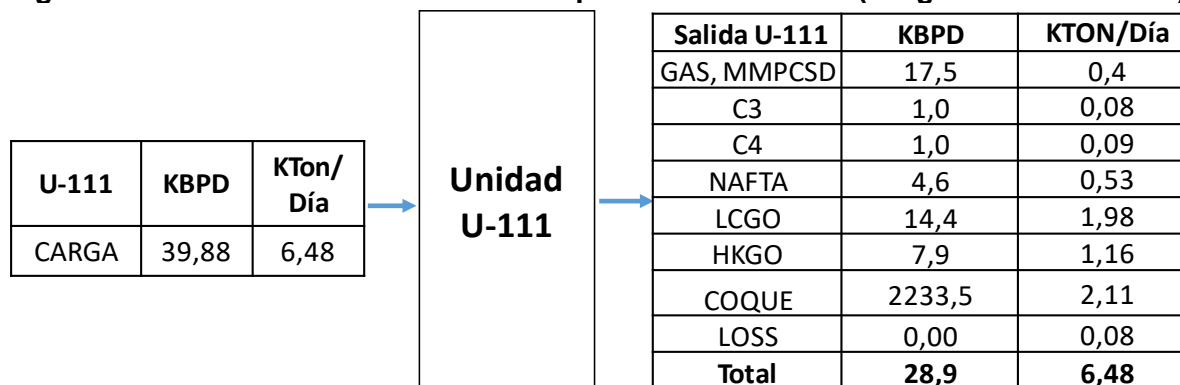 U-111 KBPD KTon/
Día
CARGA 39,88 6,48
Unidad
U-111
Salida U-111 KBPD KTON/Día
GAS, MMPCSD 17,5 0,4
C3 1,0 0,08
C4 1,0 0,09
NAFTA 4,6 0,53
LCGO 14,4 1,98
HKGO 7,9 1,16
COQUE 2233,5 2,11
LOSS 0,00 0,08
Total 28,9 6,48